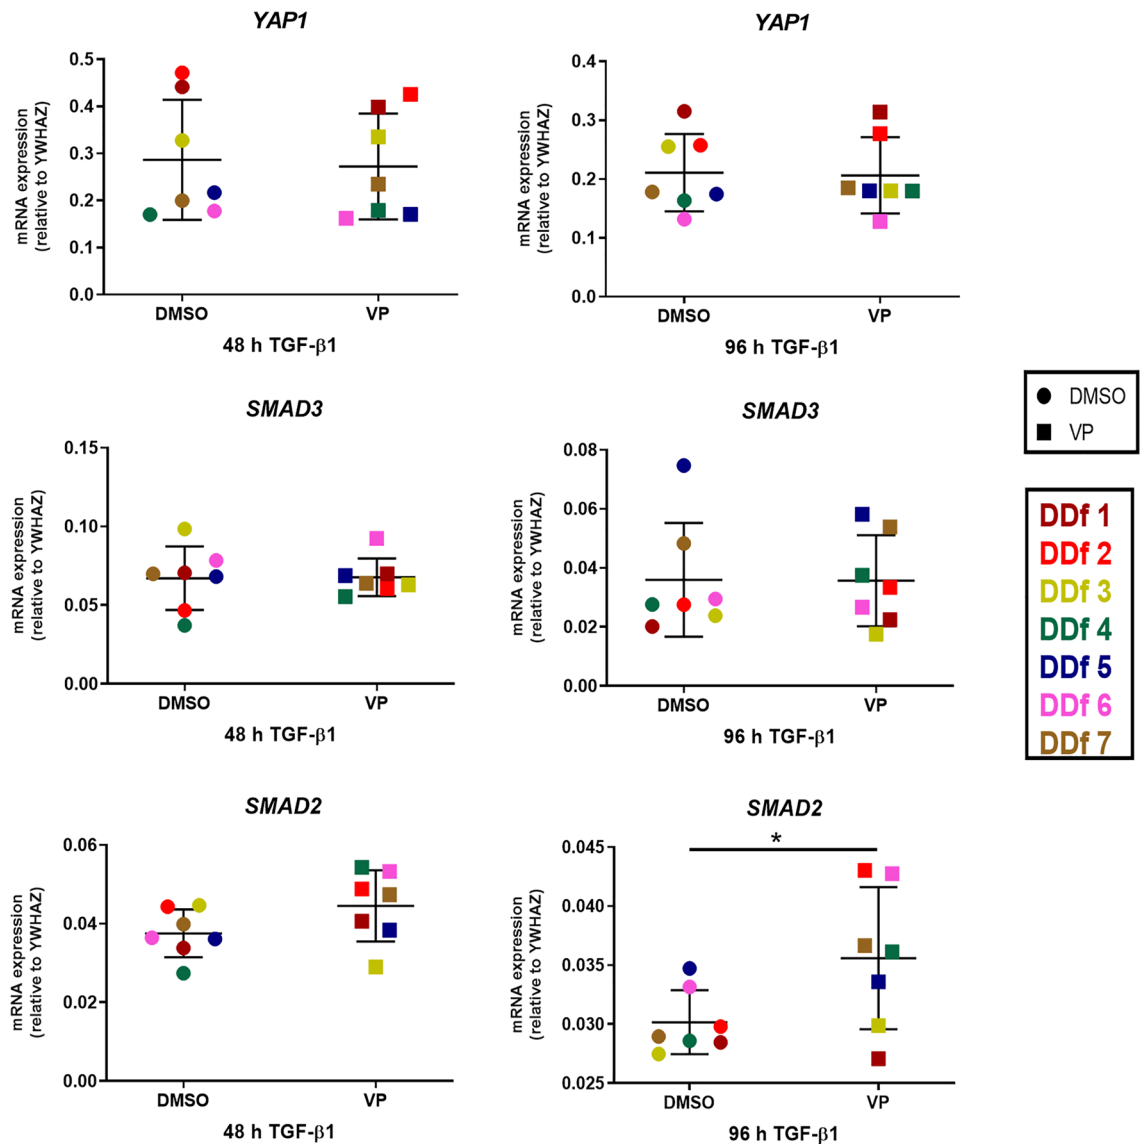 YAP1
mRNA expression
(relative to YWHAZ)
0.5
0.4
0.3
0.2
0.1
0.0
DMSO
VP
48 h TGF-β1
YAP1
mRNA expression
(relative to YWHAZ)
0.4
0.3
0.2
0.1
0.0
DMSO
VP
96 h TGF-β1
SMAD3
mRNA expression
(relative to YWHAZ)
0.15
0.10
0.05
0.00
DMSO
VP
48 h TGF-β1
SMAD3
mRNA expression
(relative to YWHAZ)
0.08
0.06
0.04
0.02
0.00
DMSO
VP
96 h TGF-β1
DMSO
VP
DDf 1
DDf 2
DDf 3
DDf 4
DDf 5
DDf 6
DDf 7
SMAD2
mRNA expression
(relative to YWHAZ)
0.06
0.04
0.02
0.00
DMSO
VP
48 h TGF-β1
SMAD2
*
mRNA expression
(relative to YWHAZ)
0.045
0.040
0.035
0.030
0.025
DMSO
VP
96 h TGF-β1